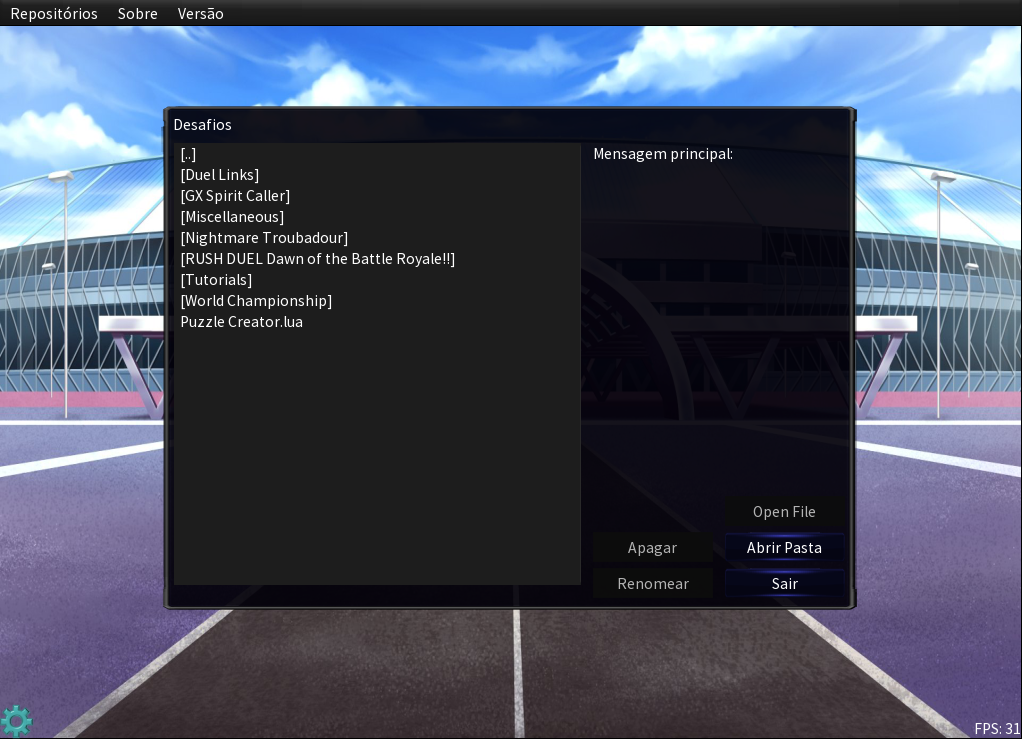 Repositórios Sobre Versão
Desafios
[..]
[Duel Links]
[GX Spirit Caller]
[Miscellaneous]
[Nightmare Troubadour]
[RUSH DUEL Dawn of the Battle Royale!!]
[Tutorials]
[World Championship]
Puzzle Creator.lua
Mensagem principal:
Open File
Apagar Abrir Pasta
Renomear Sair
FPS: 31